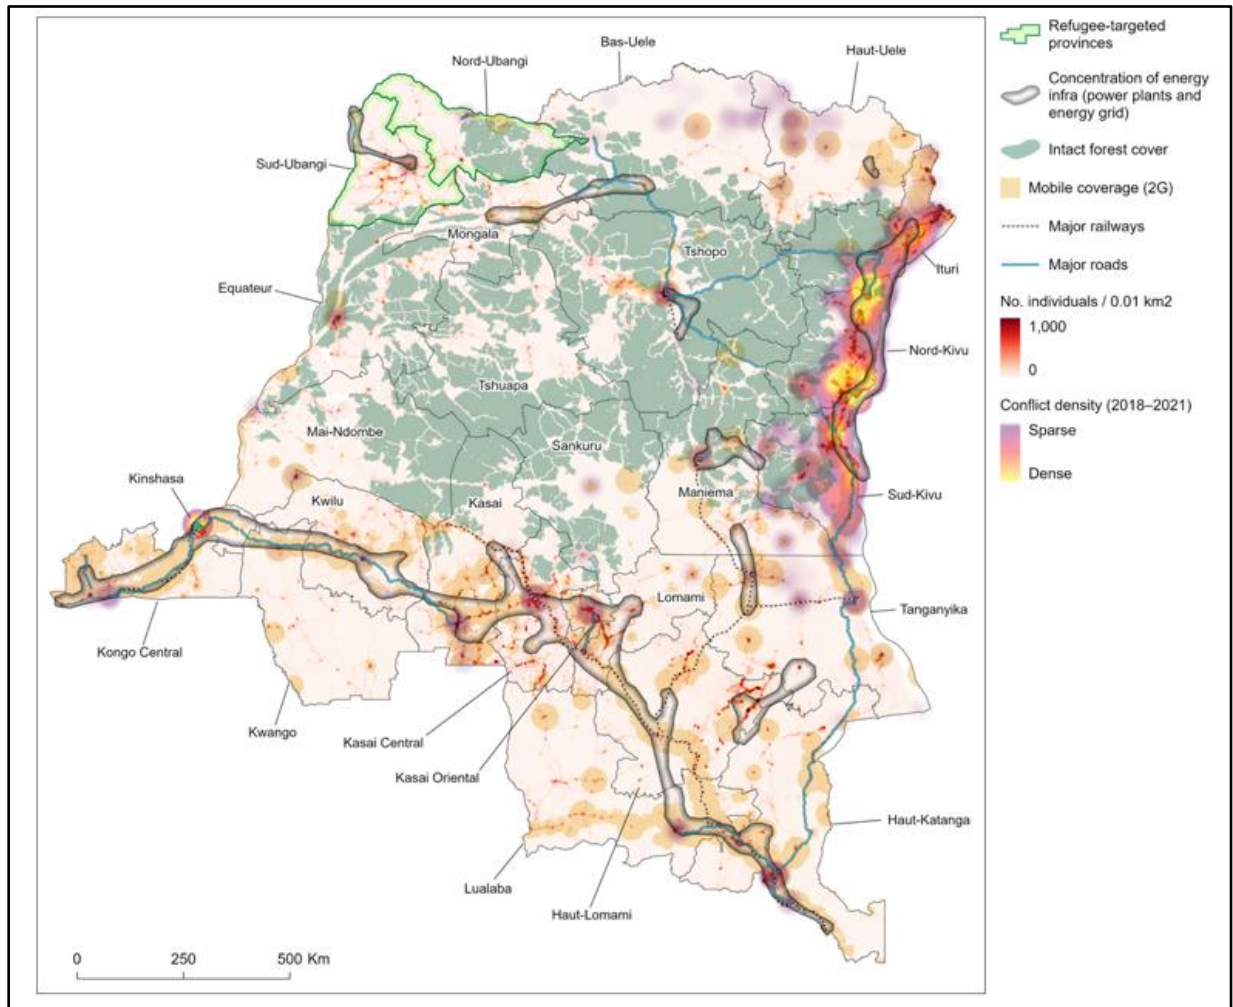 Bas-Uele
Haut-Uele
Nord-Ubangi
Sud-Ubangi
Mongala
Tshopo
Ituri
Equateur
Nord-Kivu
Tshuapa
Mai-Ndombe
Sankuru
Kinshasa
Kwilu
Kasai
Maniema
Sud-Kivu
Lomami
Tanganyika
Kongo Central
Kwango
Kasai Central
Kasai Oriental
Haut-Katanga
Lualaba
Haut-Lomami
0 250 500 Km
Refugee-targeted
provinces
Concentration of energy
infra (power plants and
energy grid)
Intact forest cover
Mobile coverage (2G)
Major railways
Major roads
No. individuals / 0.01 km2
1,000
0
Conflict density (2018–2021)
Sparse
Dense